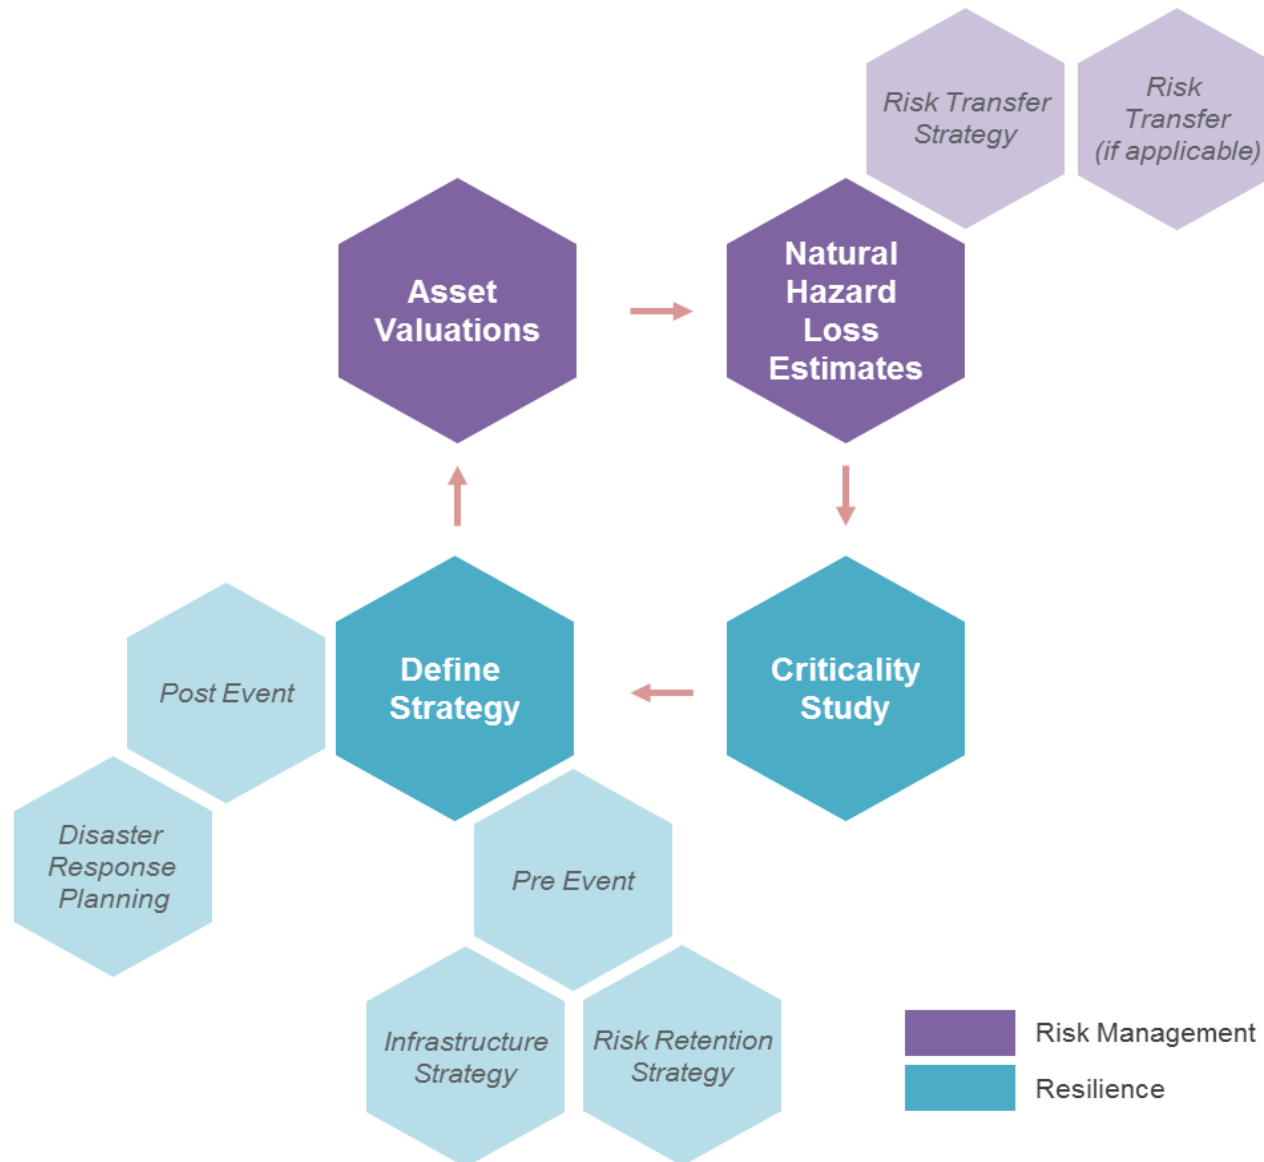 Risk Transfer
Strategy
Risk
Transfer
(if applicable)
Asset
Valuations
Natural
Hazard
Loss
Estimates
Define
Strategy
Criticality
Study
Post Event
Disaster
Response
Planning
Pre Event
Infrastructure
Strategy
Risk Retention
Strategy
Risk Management
Resilience